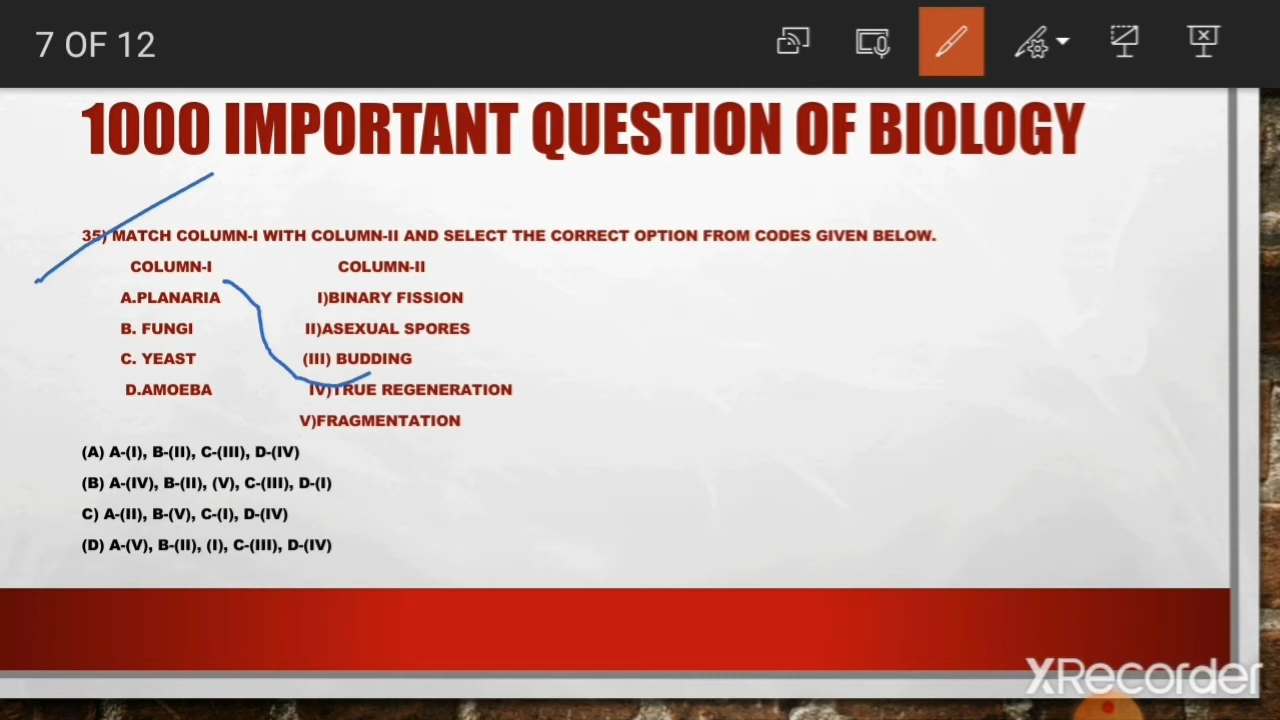 7 OF 12
1000 IMPORTANT QUESTION OF BIOLOGY
35) MATCH COLUMN-I WITH COLUMN-II AND SELECT THE CORRECT OPTION FROM CODES GIVEN BELOW.
COLUMN-I COLUMN-II
A.PLANARIA I)BINARY FISSION
B. FUNGI II)ASEXUAL SPORES
C. YEAST (III) BUDDING
D.AMOEBA IV)TRUE REGENERATION
V)FRAGMENTATION
(A) A-(I), B-(II), C-(III), D-(IV)
(B) A-(IV), B-(II), (V), C-(III), D-(I)
C) A-(II), B-(V), C-(I), D-(IV)
(D) A-(V), B-(II), (I), C-(III), D-(IV)
XRecorder